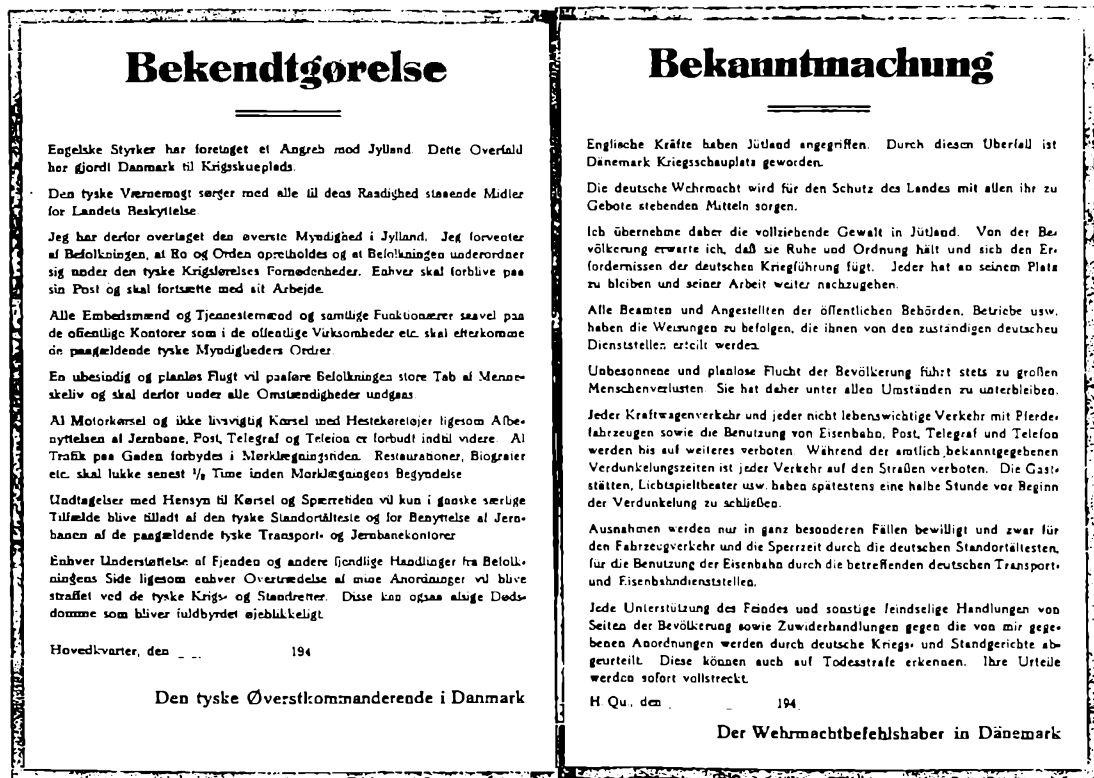 Bekendtgørelse
Engelske Styrker har foretaget et Angreb mod Jylland. Dette Overfald
har gjordt Danmark til Krigsskueplads.
Den tyske Værnemagt sørger med alle til dens Raadighed staaende Midler
for Landets Beskyttelse.
Jeg har derfor overtaget den øverste Myndighed i Jylland. Jeg forventer
af Befolkningen, at Ro og Orden opretholdes og at Befolkningen underordner
sig under den tyske Krigsførelses Fornødenheder. Enhver skal forblive paa
sin Post og skal fortsætte med sit Arbejde.
Alle Embedsmænd og Tjenestemænd og samtlige Funktionærer saavel paa
de offentlige Kontorer som i de offentlige Virksomheder etc. skal efterkomme
de paagældende tyske Myndigheders Ordrer.
En ubesindig og planløs Flugt vil paaføre Befolkningen store Tab af Menne-
skeliv og skal derfor under alle Omstændigheder undgaas.
Al Motorkørsel og ikke livsvigtig Kørsel med Hestekøretøjer ligesom Afbe-
nyttelsen af Jernbane, Post, Telegraf og Telefon er forbudt indtil videre. Al
Trafik paa Gaden forbydes i Mørklægningstiden. Restaurationer, Biografer
etc. skal lukke senest ½ Time inden Mørklægningens Begyndelse
Undtagelser med Hensyn til Kørsel og Spærretiden vil kun i ganske særlige
Tilfælde blive tilladt af den tyske Standortälteste og for Benyttelse af Jern-
banen af de paagældende tyske Transport- og Jernbanekontorer
Enhver Understøttelse af Fjenden og andre fjendlige Handlinger fra Befolk-
ningens Side ligesom enhver Overtrædelse af mine Anordninger vil blive
straffet ved de tyske Krigs- og Standretter. Disse kan ogsaa afsige Døds-
domme som bliver fuldbyrdet øjeblikkeligt.
Hovedkvarter, den 194
Den tyske Øverstkommanderende i Danmark
Bekanntmachung
Englische Kräfte haben Jütland angegriffen. Durch diesen Überfall ist
Dänemark Kriegsschauplatz geworden.
Die deutsche Wehrmacht wird für den Schutz des Landes mit allen ihr zu
Gebote stehenden Mitteln sorgen.
Ich übernehme daher die vollziehende Gewalt in Jütland. Von der Be-
völkerung erwarte ich, daß sie Ruhe und Ordnung hält und sich den Er-
fordernissen der deutschen Kriegführung fügt. Jeder hat an seinem Platz
zu bleiben und seiner Arbeit weiter nachzugehen.
Alle Beamten und Angestellten der öffentlichen Behörden, Betriebe usw.
haben die Weisungen zu befolgen, die ihnen von den zuständigen deutschen
Dienststellen erteilt werden.
Unbesonnene und planlose Flucht der Bevölkerung führt stets zu großen
Menschenverlusten. Sie hat daher unter allen Umständen zu unterbleiben.
Jeder Kraftwagenverkehr und jeder nicht lebenswichtige Verkehr mit Pferde-
fahrzeugen sowie die Benutzung von Eisenbahn, Post, Telegraf und Telefon
werden bis auf weiteres verboten. Während der amtlich bekanntgegebenen
Verdunkelungszeiten ist jeder Verkehr auf den Straßen verboten. Die Gast-
stätten, Lichtspieltheater usw. haben spätestens eine halbe Stunde vor Beginn
der Verdunkelung zu schließen.
Ausnahmen werden nur in ganz besonderen Fällen bewilligt und zwar für
den Fahrzeugverkehr und die Sperrzeit durch die deutschen Standortältesten,
für die Benutzung der Eisenbahn durch die betreffenden deutschen Transport-
und Eisenbahndienststellen.
Jede Unterstützung des Feindes und sonstige feindselige Handlungen von
Seiten der Bevölkerung sowie Zuwiderhandlungen gegen die von mir gege-
benen Anordnungen werden durch deutsche Kriegs- und Standgerichte ab-
geurteilt. Diese können auch auf Todesstrafe erkennen. Ihre Urteile
werden sofort vollstreckt.
H. Qu., den 194
Der Wehrmachtbefehlshaber in Dänemark